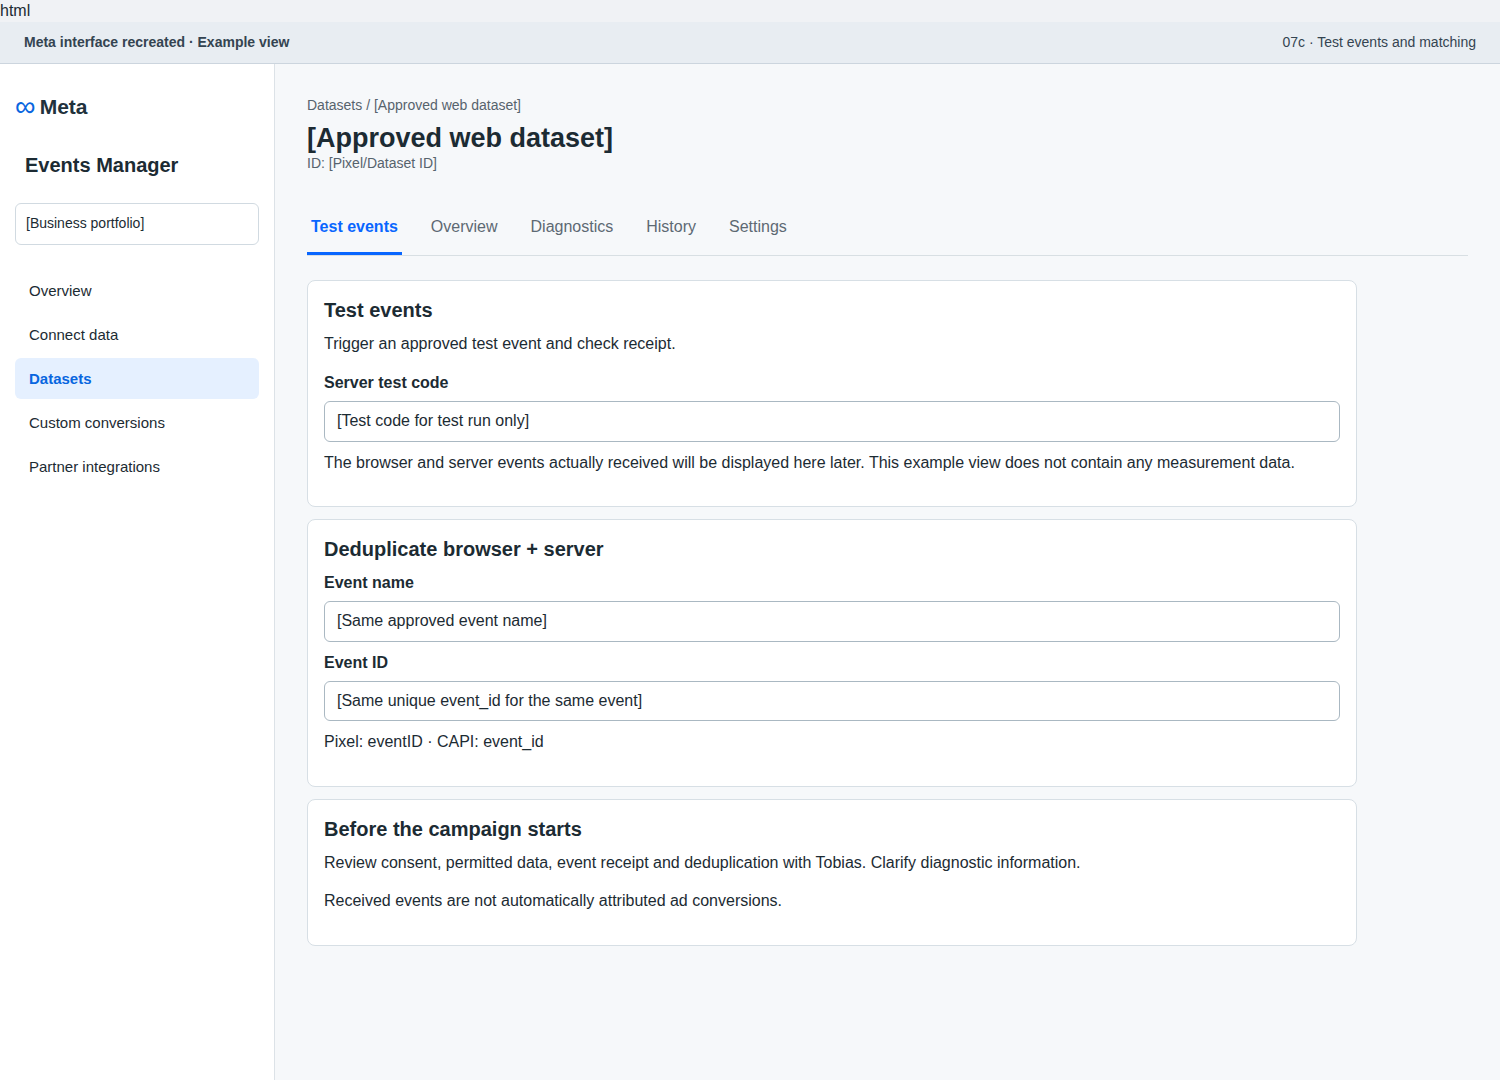 html
Meta interface recreated · Example view
07c · Test events and matching
∞ Meta
Events Manager
[Business portfolio]
Overview
Connect data
Datasets
Custom conversions
Partner integrations
Datasets / [Approved web dataset]
[Approved web dataset]
ID: [Pixel/Dataset ID]
Test events
Overview
Diagnostics
History
Settings
Test events
Trigger an approved test event and check receipt.
Server test code
[Test code for test run only]
The browser and server events actually received will be displayed here later. This example view does not contain any measurement data.
Deduplicate browser + server
Event name
[Same approved event name]
Event ID
[Same unique event_id for the same event]
Pixel: eventID · CAPI: event_id
Before the campaign starts
Review consent, permitted data, event receipt and deduplication with Tobias. Clarify diagnostic information.
Received events are not automatically attributed ad conversions.